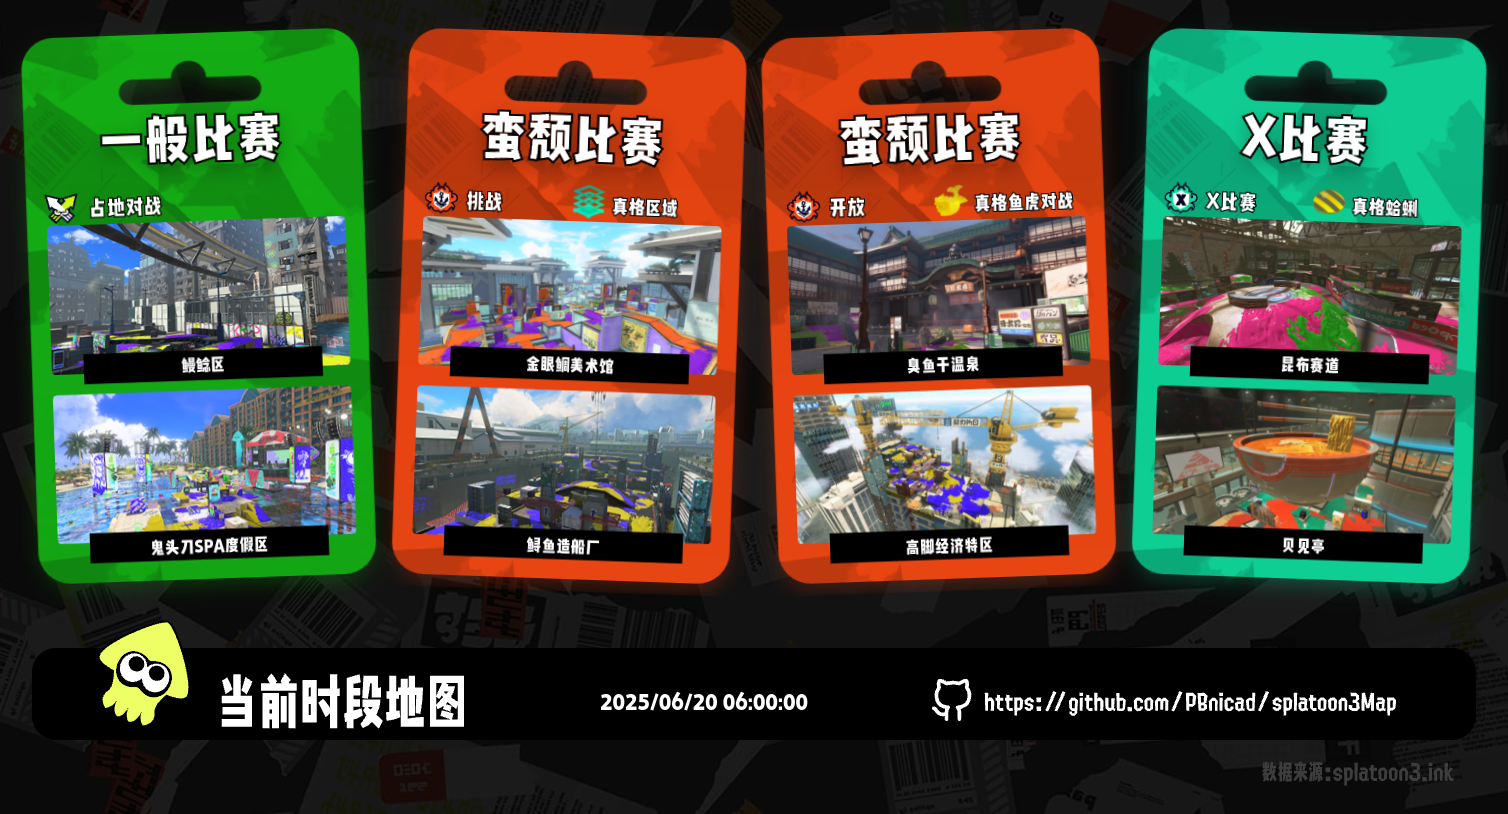 一般比赛
占地对战
鳗鲶区
鬼头刀SPA度假区
蛮颓比赛
挑战
真格区域
金眼鲷美术馆
鲟鱼造船厂
蛮颓比赛
开放
真格鱼虎对战
臭鱼干温泉
高脚经济特区
X比赛
X比赛
真格蛤蜊
昆布赛道
贝见亭
当前时段地图
2025/06/20 06:00:00
https://github.com/PBnicad/splatoon3Map
数据来源:splatoon3.ink